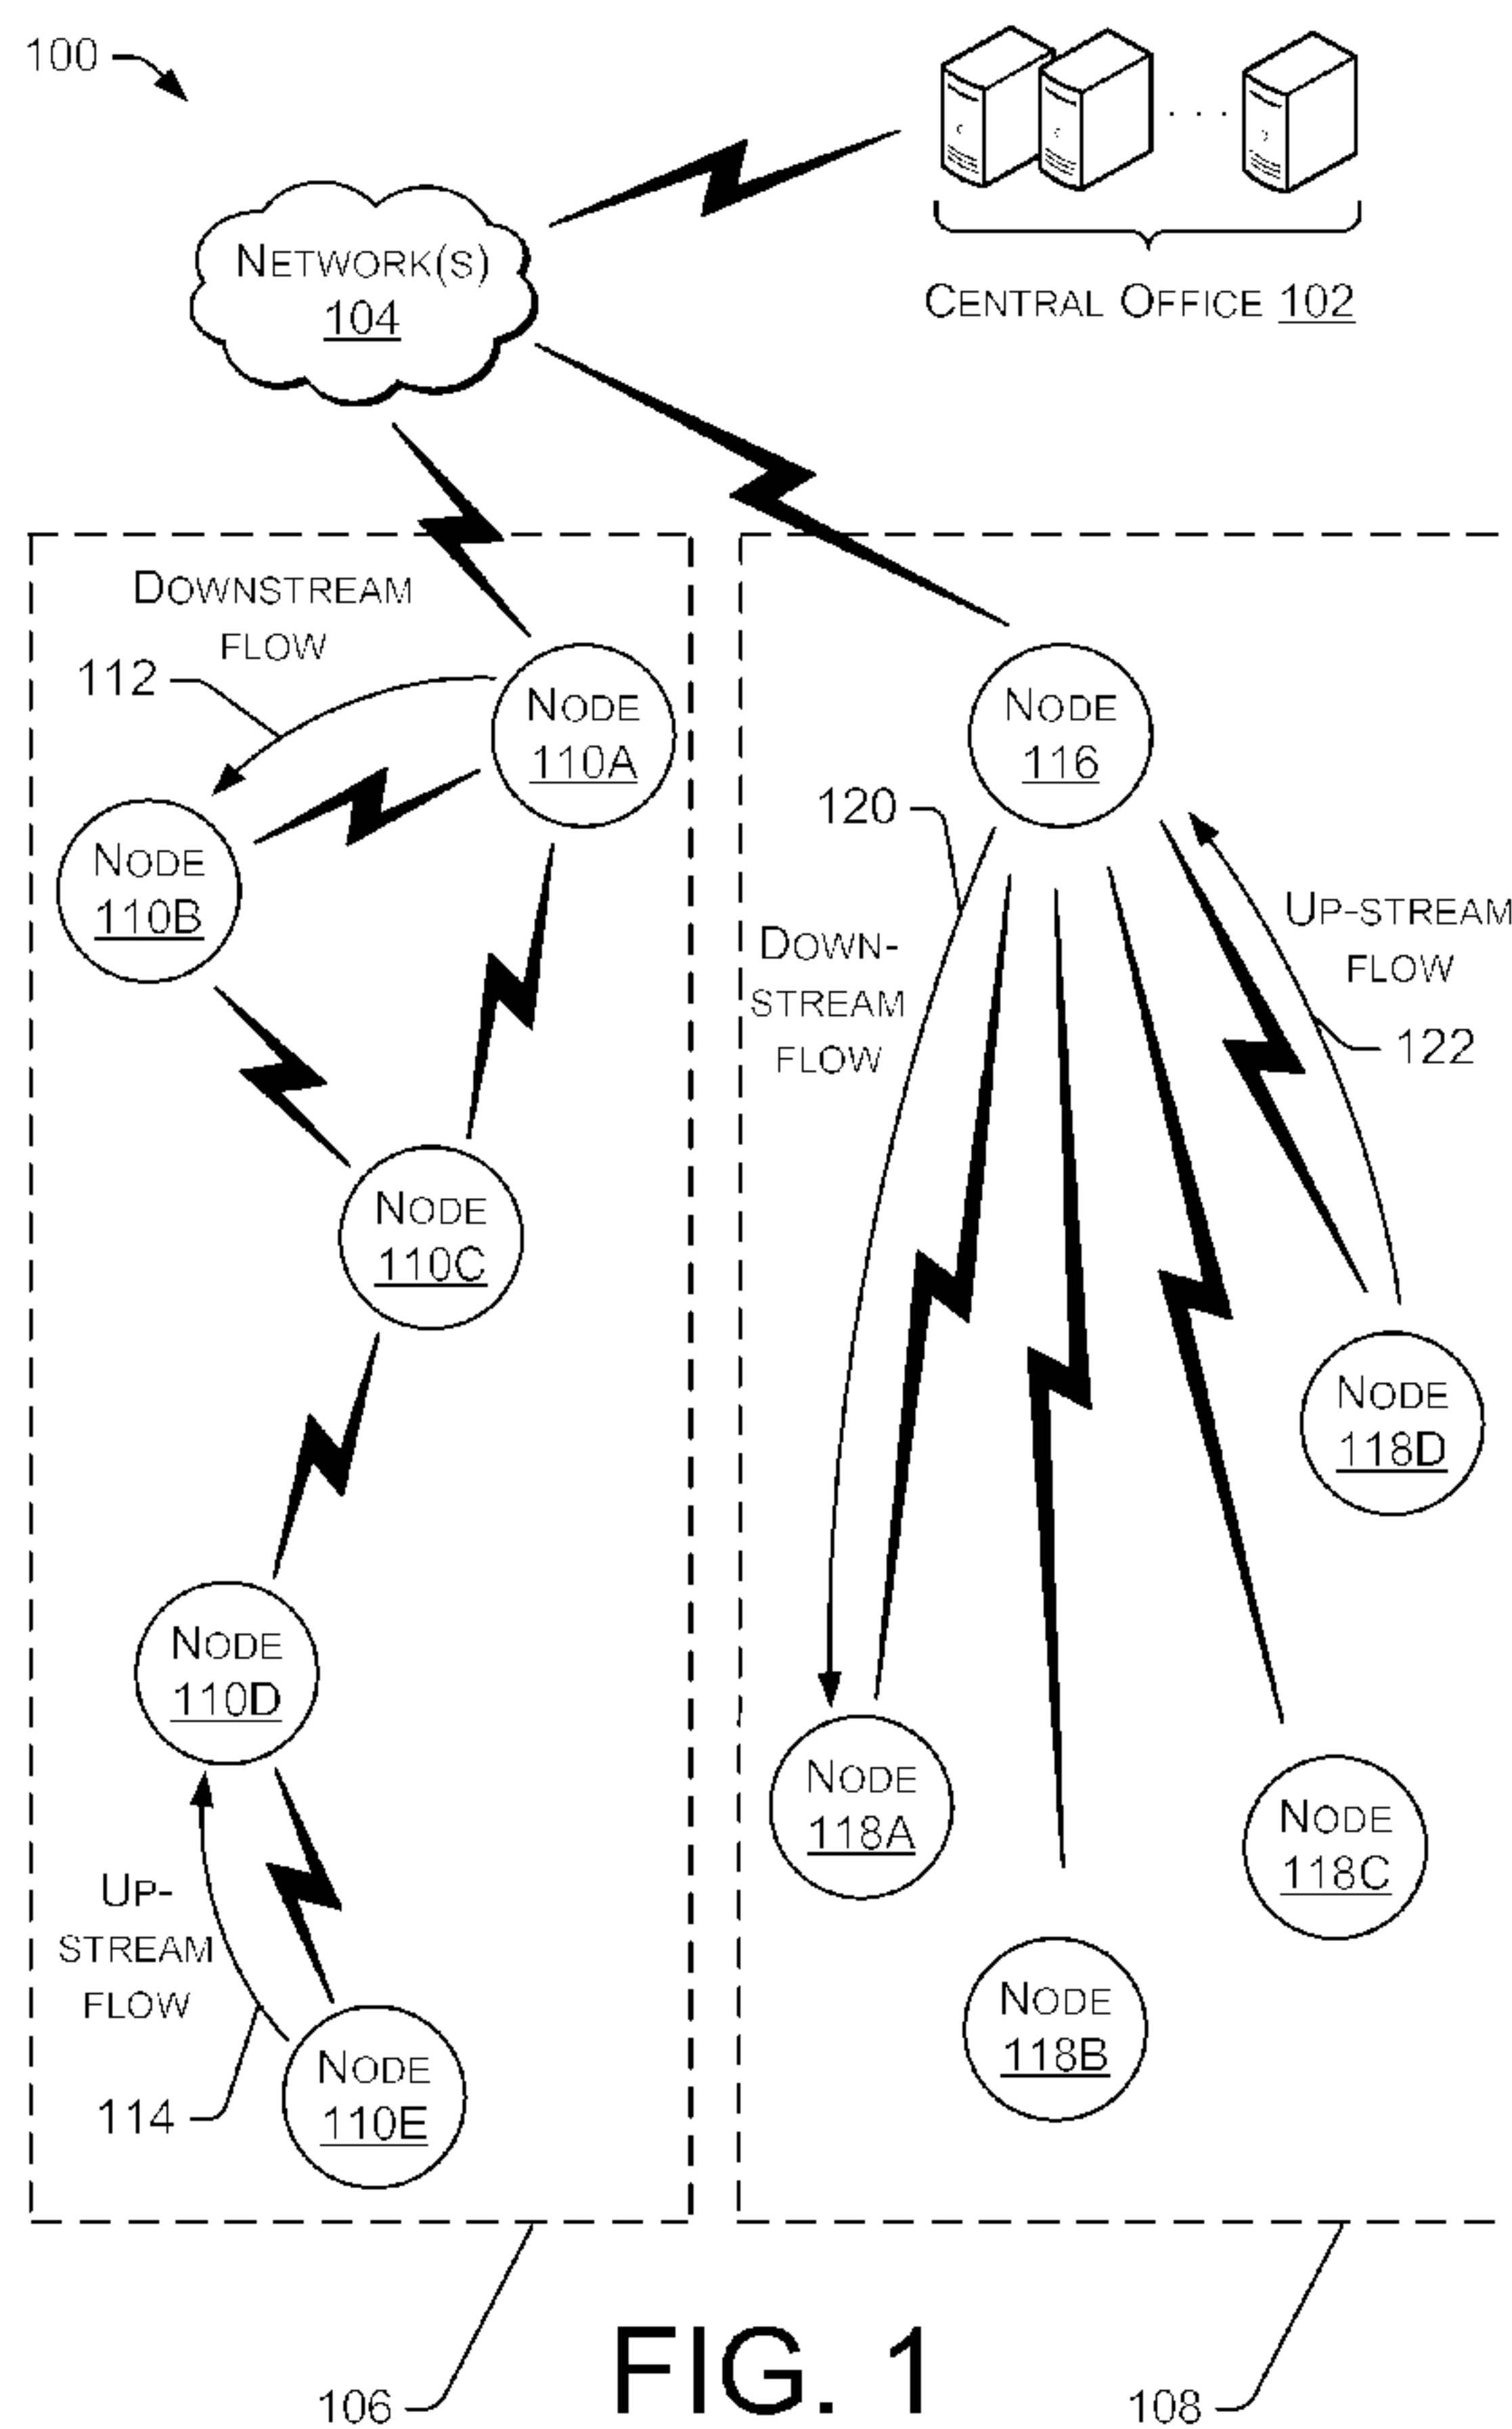 100
NETWORK(S)
104
CENTRAL OFFICE 102
DOWNSTREAM
FLOW
112
NODE
110A
NODE
110B
NODE
110C
NODE
110D
UP-
STREAM
FLOW
114
NODE
110E
106
NODE
116
120
DOWN-
STREAM
FLOW
UP-STREAM
FLOW
122
NODE
118D
NODE
118A
NODE
118C
NODE
118B
108
FIG. 1